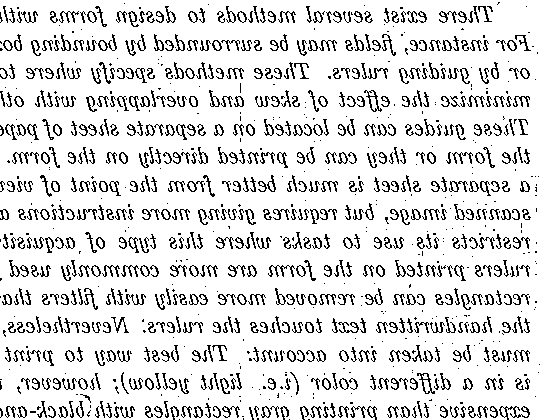 There exist several methods to design forms with
For instance, fields may be surrounded by bounding bo
or by guiding rulers. These methods specify where to
minimize the effect of skew and overlapping with oth
These guides can be located on a separate sheet of pape
the form or they can be printed directly on the form.
a separate sheet is much better from the point of view
scanned image, but requires giving more instructions a
restricts its use to tasks where this type of acquisit
rulers printed on the form are more commonly used
rectangles can be removed more easily with filters tha
the handwritten text touches the rulers. Nevertheless,
must be taken into account: The best way to print
is in a different color (i.e. light yellow); however,
expensive than printing gray rectangles with black-and